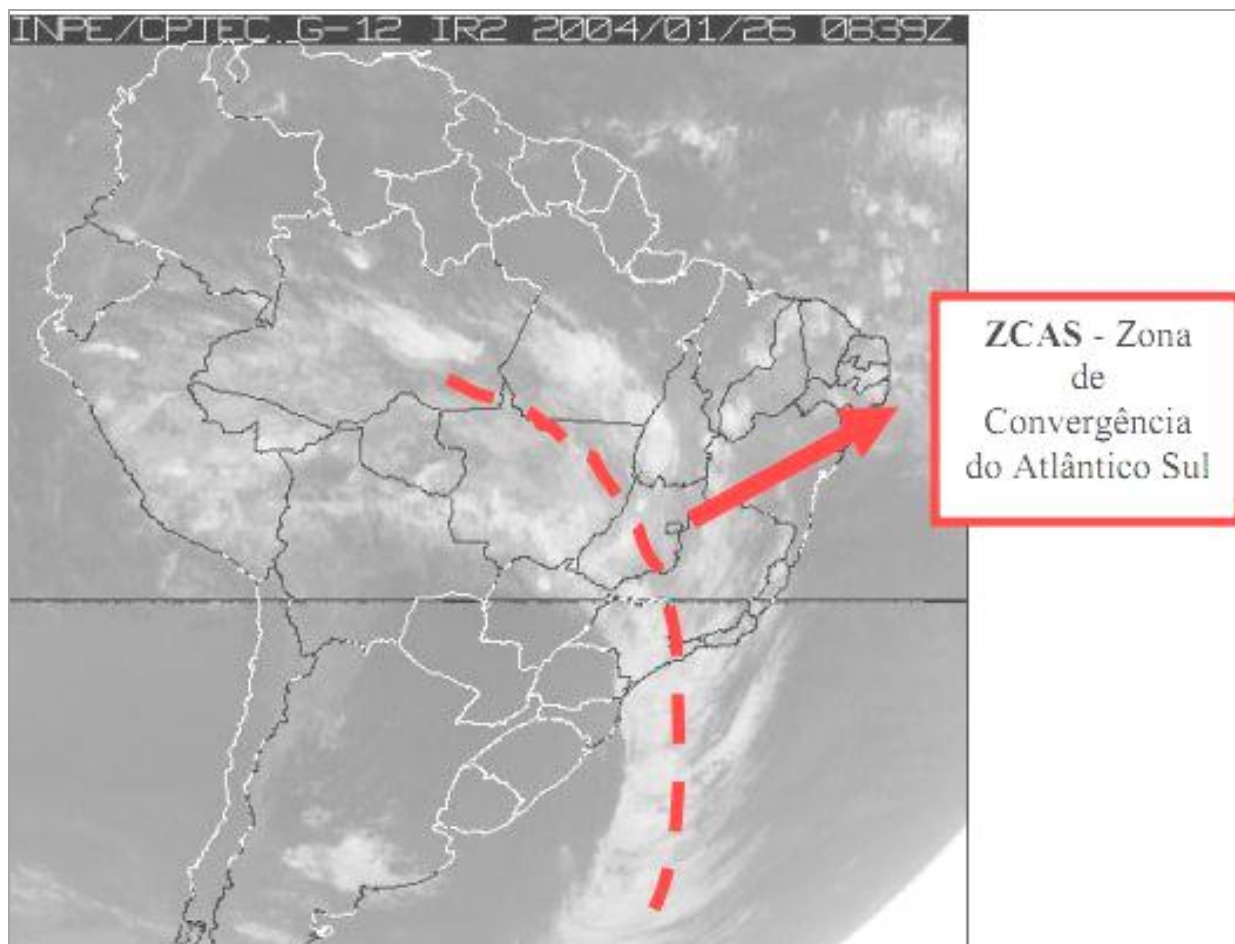 INPE/CPTEC. G-12 IR2 2004/01/26 0839Z
ZCAS - Zona
de
Convergência
do Atlântico Sul